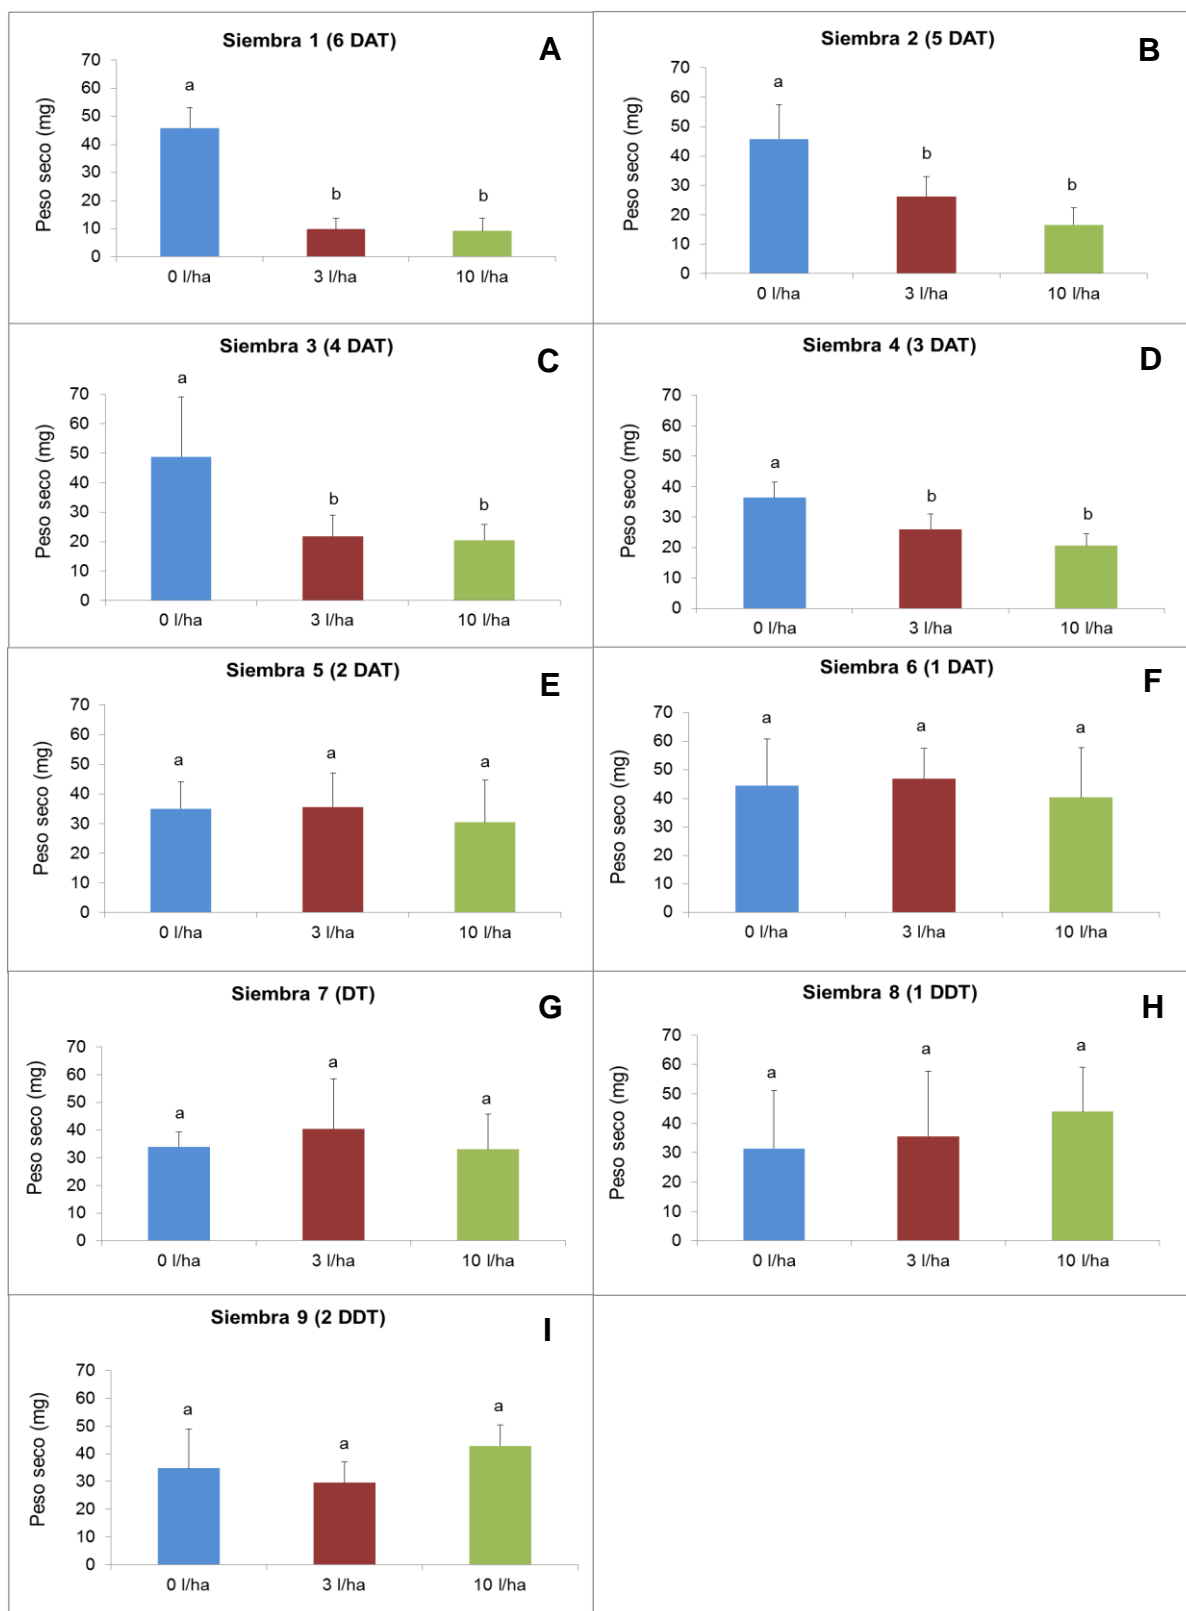 Siembra 1 (6 DAT)
A
Peso seco (mg)
70
60
50
40
30
20
10
0
a
b
b
0 l/ha
3 l/ha
10 l/ha
Siembra 2 (5 DAT)
B
Peso seco (mg)
70
60
50
40
30
20
10
0
a
b
b
0 l/ha
3 l/ha
10 l/ha
Siembra 3 (4 DAT)
C
Peso seco (mg)
70
60
50
40
30
20
10
0
a
b
b
0 l/ha
3 l/ha
10 l/ha
Siembra 4 (3 DAT)
D
Peso seco (mg)
70
60
50
40
30
20
10
0
a
b
b
0 l/ha
3 l/ha
10 l/ha
Siembra 5 (2 DAT)
E
Peso seco (mg)
70
60
50
40
30
20
10
0
a
a
a
0 l/ha
3 l/ha
10 l/ha
Siembra 6 (1 DAT)
F
Peso seco (mg)
70
60
50
40
30
20
10
0
a
a
a
0 l/ha
3 l/ha
10 l/ha
Siembra 7 (DT)
G
Peso seco (mg)
70
60
50
40
30
20
10
0
a
a
a
0 l/ha
3 l/ha
10 l/ha
Siembra 8 (1 DDT)
H
Peso seco (mg)
70
60
50
40
30
20
10
0
a
a
a
0 l/ha
3 l/ha
10 l/ha
Siembra 9 (2 DDT)
I
Peso seco (mg)
70
60
50
40
30
20
10
0
a
a
a
0 l/ha
3 l/ha
10 l/ha